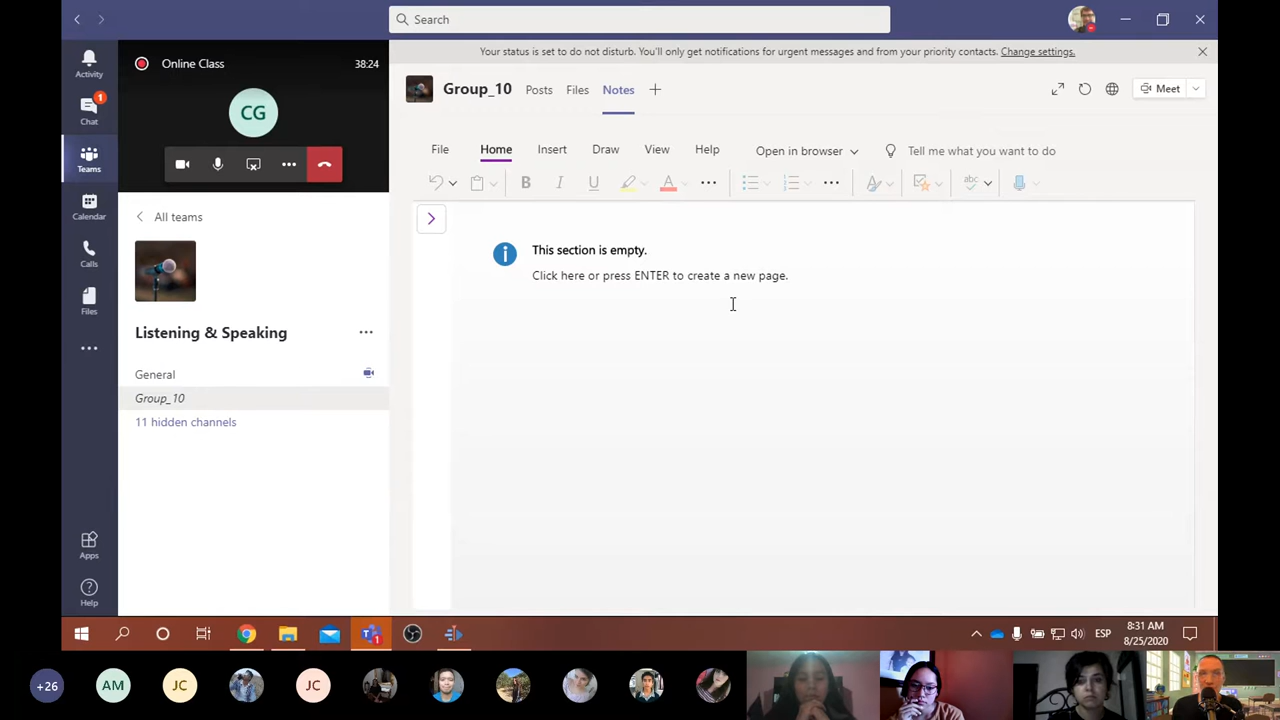 Search
Your status is set to do not disturb. You'll only get notifications for urgent messages and from your priority contacts. Change settings.
Activity
Chat
1
Teams
Calendar
Calls
Files
Apps
Help
Online Class
38:24
CG
All teams
Listening & Speaking
General
Group_10
11 hidden channels
Group_10 Posts Files Notes
Meet
File Home Insert Draw View Help Open in browser Tell me what you want to do
B I U A abc
This section is empty.
Click here or press ENTER to create a new page.
1
ESP
8:31 AM
8/25/2020
+26 AM JC JC